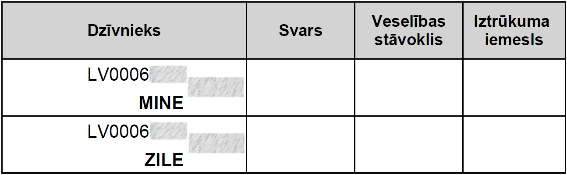 Dzīvnieks Svars Veselības stāvoklis Iztrūkuma iemesls
LV0006
MINE
LV0006
ZILE